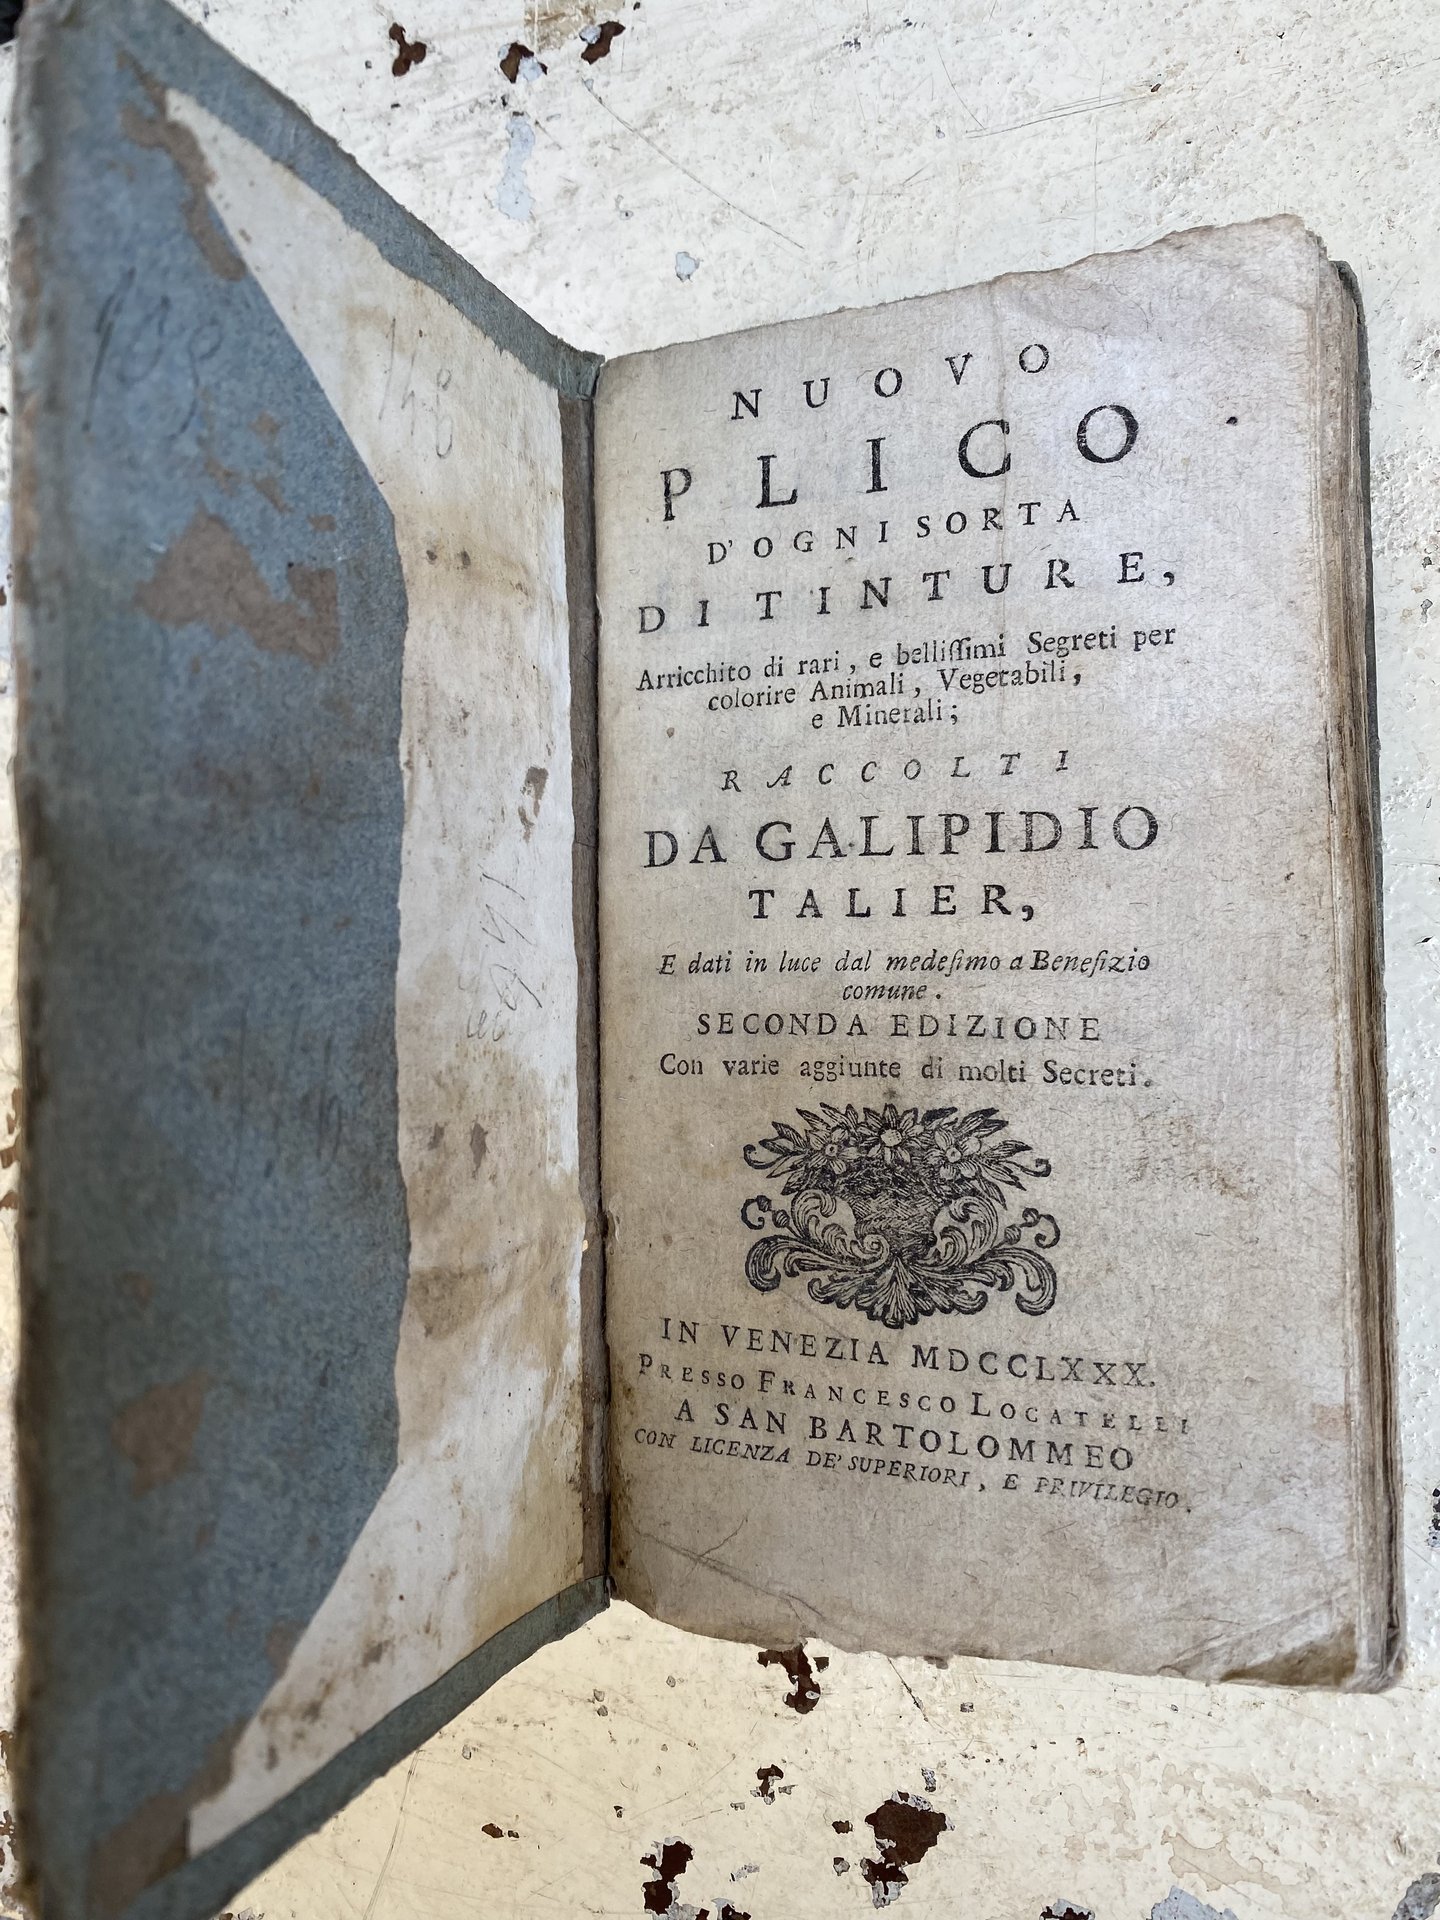 148
NUOVO
PLICO
D'OGNI SORTA
DI TINTURE,
Arricchito di rari, e belliſſimi Segreti per
colorire Animali, Vegetabili,
e Minerali;
RACCOLTI
DA GALIPIDIO
TALIER,
E dati in luce dal medeſimo a Benefizio
comune.
SECONDA EDIZIONE
Con varie aggiunte di molti Secreti.
IN VENEZIA MDCCLXXX.
PRESSO FRANCESCO LOCATELLI
A SAN BARTOLOMMEO
CON LICENZA DE' SUPERIORI, E PRIVILEGIO.